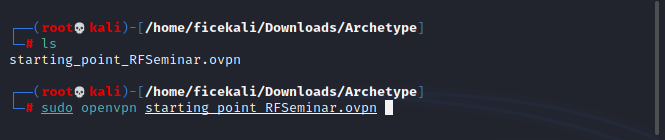 ┌──(root💀kali)-[/home/ficekali/Downloads/Archetype]
└─# ls
starting_point_RFSeminar.ovpn
┌──(root💀kali)-[/home/ficekali/Downloads/Archetype]
└─# sudo openvpn starting_point_RFSeminar.ovpn